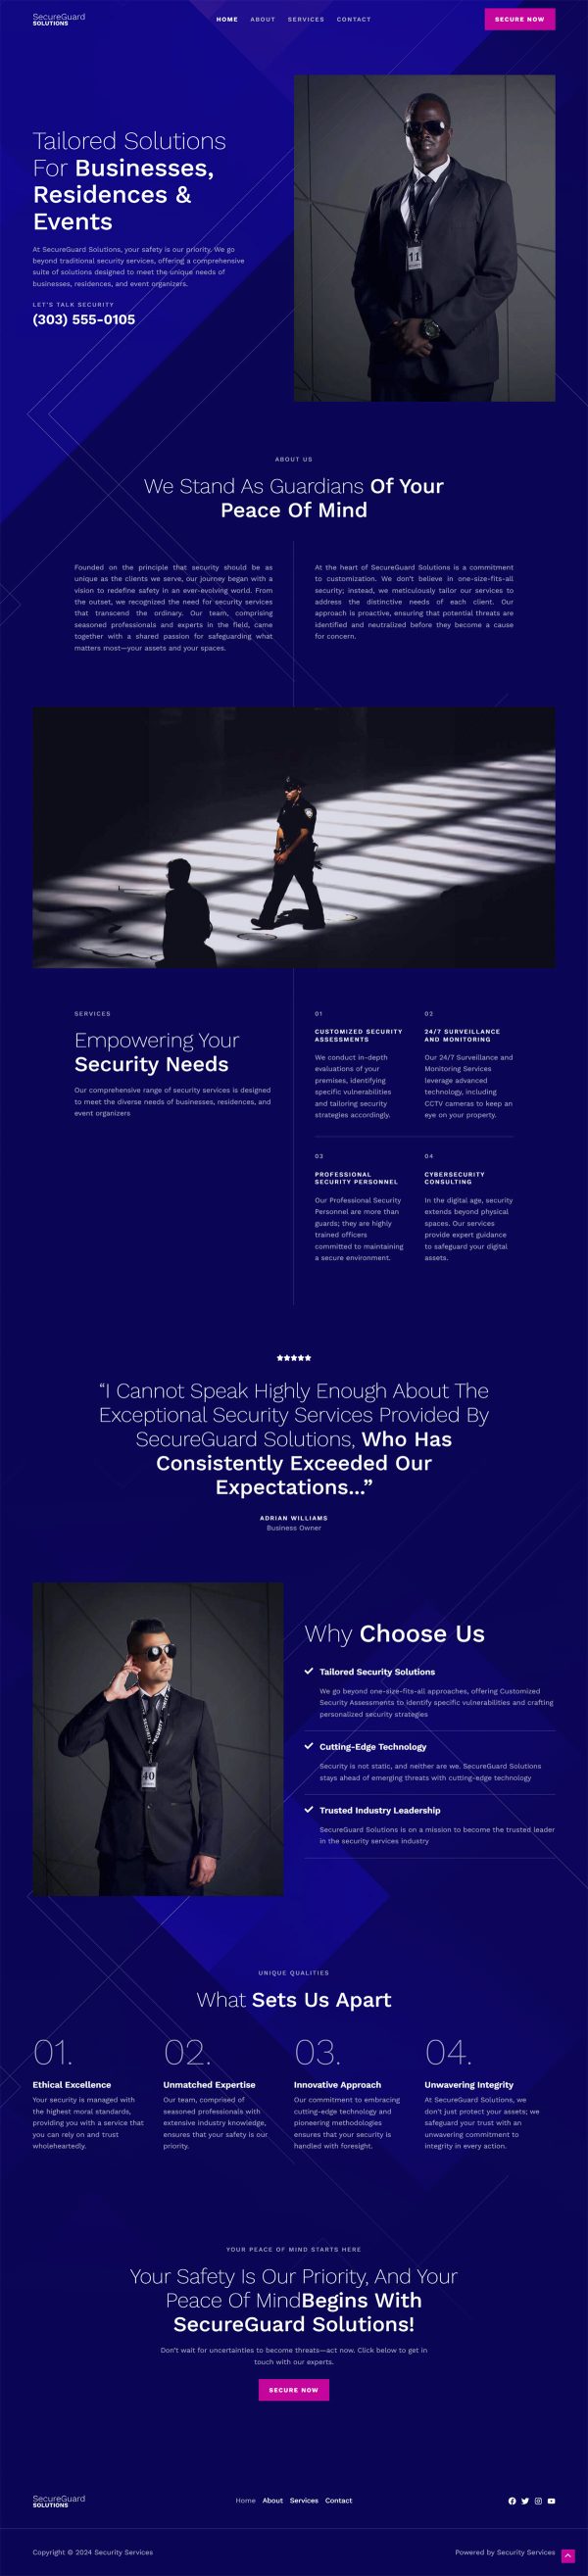 SecureGuard
SOLUTIONS
HOME ABOUT SERVICES CONTACT
SECURE NOW
Tailored Solutions
For Businesses,
Residences &
Events
At SecureGuard Solutions, your safety is our priority. We go
beyond traditional security services, offering a comprehensive
suite of solutions designed to meet the unique needs of
businesses, residences, and event organizers.
LET'S TALK SECURITY
(303) 555-0105
11
ABOUT US
We Stand As Guardians Of Your
Peace Of Mind
Founded on the principle that security should be as
unique as the clients we serve, our journey began with a
vision to redefine safety in an ever-evolving world. From
the outset, we recognized the need for security services
that transcend the ordinary. Our team, comprising
seasoned professionals and experts in the field, came
together with a shared passion for safeguarding what
matters most—your assets and your spaces.
At the heart of SecureGuard Solutions is a commitment
to customization. We don't believe in one-size-fits-all
security; instead, we meticulously tailor our services to
address the distinctive needs of each client. Our
approach is proactive, ensuring that potential threats are
identified and neutralized before they become a cause
for concern.
SERVICES
Empowering Your
Security Needs
Our comprehensive range of security services is designed
to meet the diverse needs of businesses, residences, and
event organizers
01
CUSTOMIZED SECURITY
ASSESSMENTS
We conduct in-depth
evaluations of your
premises, identifying
specific vulnerabilities
and tailoring security
strategies accordingly.
02
24/7 SURVEILLANCE
AND MONITORING
Our 24/7 Surveillance and
Monitoring Services
leverage advanced
technology, including
CCTV cameras to keep an
eye on your property.
03
PROFESSIONAL
SECURITY PERSONNEL
Our Professional Security
Personnel are more than
guards; they are highly
trained officers
committed to maintaining
a secure environment.
04
CYBERSECURITY
CONSULTING
In the digital age, security
extends beyond physical
spaces. Our services
provide expert guidance
to safeguard your digital
assets.
“I Cannot Speak Highly Enough About The
Exceptional Security Services Provided By
SecureGuard Solutions, Who Has
Consistently Exceeded Our
Expectations...”
ADRIAN WILLIAMS
Business Owner
40
Why Choose Us
Tailored Security Solutions
We go beyond one-size-fits-all approaches, offering Customized
Security Assessments to identify specific vulnerabilities and crafting
personalized security strategies
Cutting-Edge Technology
Security is not static, and neither are we. SecureGuard Solutions
stays ahead of emerging threats with cutting-edge technology
Trusted Industry Leadership
SecureGuard Solutions is on a mission to become the trusted leader
in the security services industry
UNIQUE QUALITIES
What Sets Us Apart
01.
Ethical Excellence
Your security is managed with
the highest moral standards,
providing you with a service that
you can rely on and trust
wholeheartedly.
02.
Unmatched Expertise
Our team, comprised of
seasoned professionals with
extensive industry knowledge,
ensures that your safety is our
priority.
03.
Innovative Approach
Our commitment to embracing
cutting-edge technology and
pioneering methodologies
ensures that your security is
handled with foresight.
04.
Unwavering Integrity
At SecureGuard Solutions, we
don't just protect your assets; we
safeguard your trust with an
unwavering commitment to
integrity in every action.
YOUR PEACE OF MIND STARTS HERE
Your Safety Is Our Priority, And Your
Peace Of MindBegins With
SecureGuard Solutions!
Don't wait for uncertainties to become threats—act now. Click below to get in
touch with our experts.
SECURE NOW
SecureGuard
SOLUTIONS
Home About Services Contact
Copyright © 2024 Security Services
Powered by Security Services